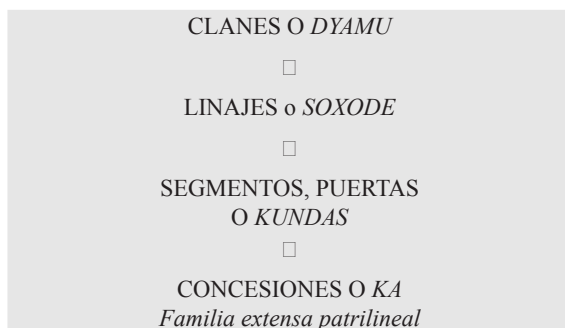 CLANES O DYAMU
LINAJES o SOXODE
SEGMENTOS, PUERTAS
O KUNDAS
CONCESIONES O KA
Familia extensa patrilineal